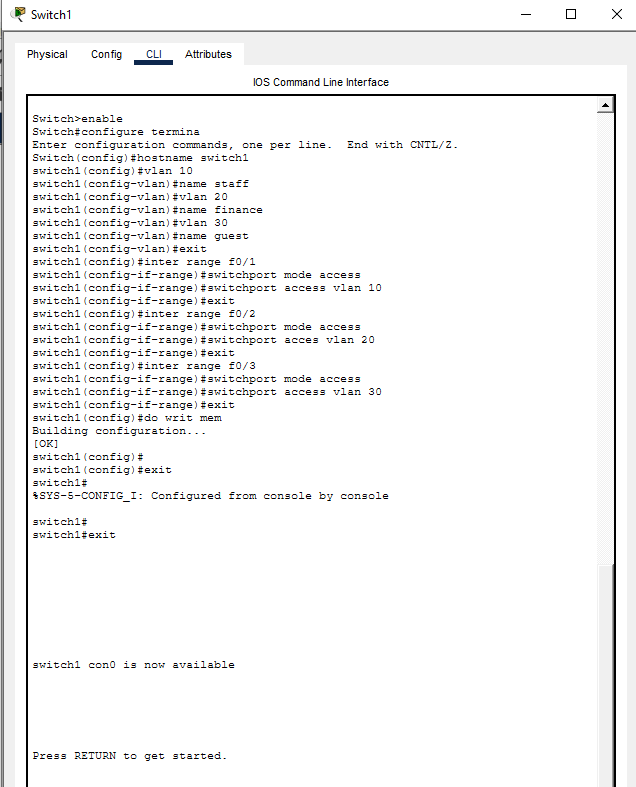 Switch1
Physical Config CLI Attributes
IOS Command Line Interface
Switch>enable
Switch#configure termina
Enter configuration commands, one per line.  End with CNTL/Z.
Switch(config)#hostname switch1
switch1(config)#vlan 10
switch1(config-vlan)#name staff
switch1(config-vlan)#vlan 20
switch1(config-vlan)#name finance
switch1(config-vlan)#vlan 30
switch1(config-vlan)#name guest
switch1(config-vlan)#exit
switch1(config)#inter range f0/1
switch1(config-if-range)#switchport mode access
switch1(config-if-range)#switchport access vlan 10
switch1(config-if-range)#exit
switch1(config)#inter range f0/2
switch1(config-if-range)#switchport mode access
switch1(config-if-range)#switchport acces vlan 20
switch1(config-if-range)#exit
switch1(config)#inter range f0/3
switch1(config-if-range)#switchport mode access
switch1(config-if-range)#switchport access vlan 30
switch1(config-if-range)#exit
switch1(config)#do writ mem
Building configuration...
[OK]
switch1(config)#
switch1(config)#exit
switch1#
%SYS-5-CONFIG_I: Configured from console by console
switch1#
switch1#exit
switch1 con0 is now available
Press RETURN to get started.